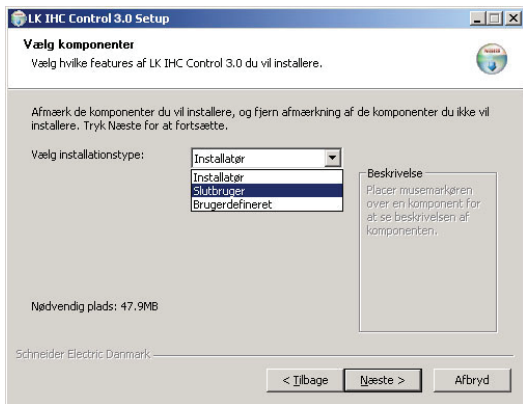 LK IHC Control 3.0 Setup
Vælg komponenter
Vælg hvilke features af LK IHC Control 3.0 du vil installere.
Afmærk de komponenter du vil installere, og fjern afmærkning af de komponenter du ikke vil
installere. Tryk Næste for at fortsætte.
Vælg installationstype:
Installatør
Installatør
Slutbruger
Brugerdefineret
Beskrivelse
Placer musemarkøren
over en komponent for
at se beskrivelsen af
komponenten.
Nødvendig plads: 47.9MB
Schneider Electric Danmark
< Tilbage
Næste >
Afbryd